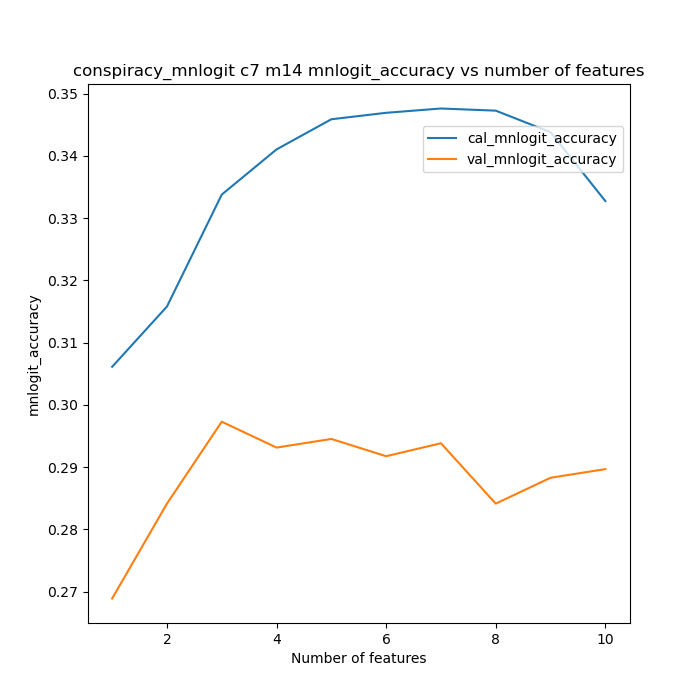 conspiracy_mnlogit c7 m14 mnlogit_accuracy vs number of features
0.35
0.34
0.33
0.32
0.31
0.30
0.29
0.28
0.27
mnlogit_accuracy
cal_mnlogit_accuracy
val_mnlogit_accuracy
2 4 6 8 10
Number of features